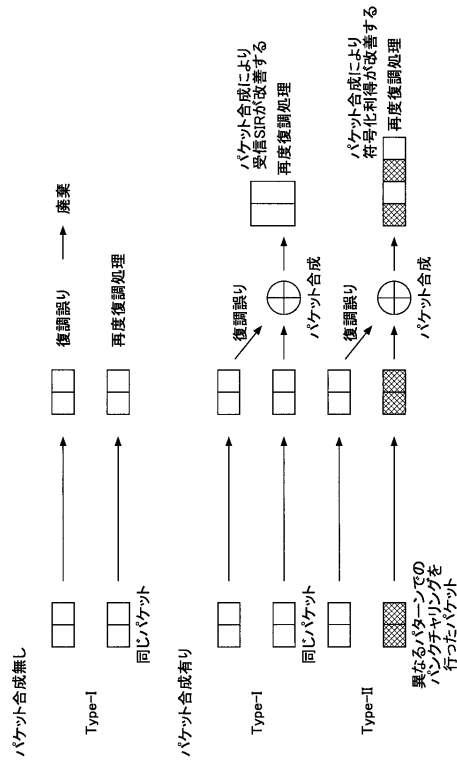 パケット合成無し
Type-I
復調誤り
廃棄
同じパケット
再度復調処理
パケット合成有り
Type-I
復調誤り
同じパケット
パケット合成
パケット合成により
受信SIRが改善する
再度復調処理
Type-II
復調誤り
異なるパターンでの
パンクチャリングを
行ったパケット
パケット合成
パケット合成により
符号化利得が改善する
再度復調処理